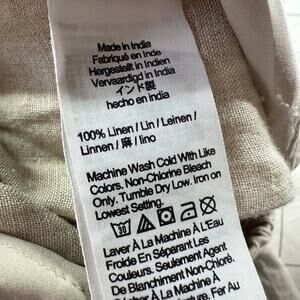 Made in India
Fabriqué en Inde
Hergestellt in Indien
Vervaardigd in India
インド製
hecho en india
100% Linen / Lin / Leinen /
Linnen / 麻 / lino
Machine Wash Cold With Like
Colors. Non-Chlorine Bleach
Only. Tumble Dry Low. Iron on
Lowest Setting.
30
Laver À La Machine À L'Eau
Froide En Séparant Les
Couleurs. Seulement Agent
De Blanchiment Non-Chloré.
À La Machine À